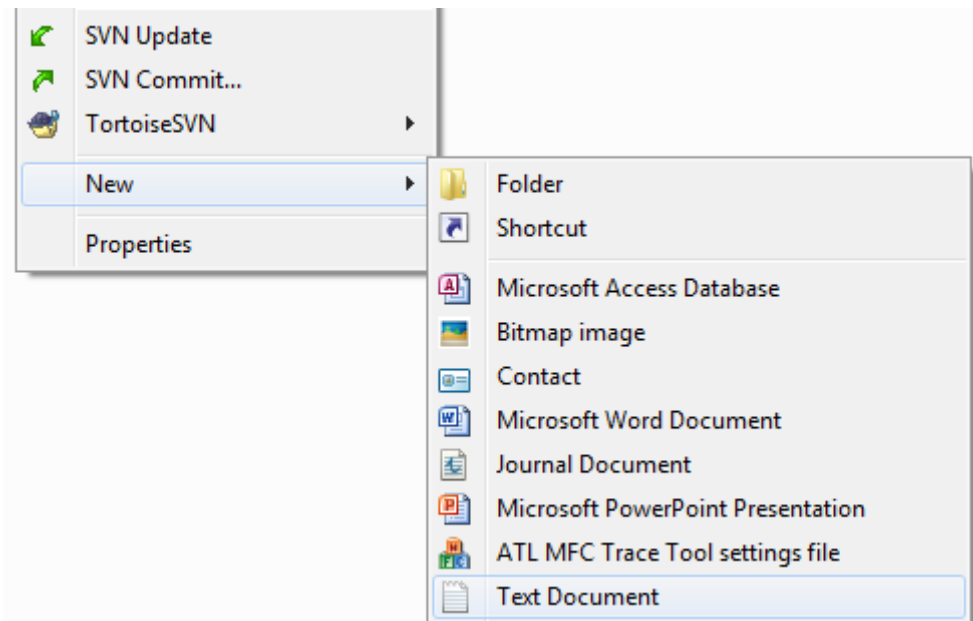 SVN Update
SVN Commit...
TortoiseSVN
New
Properties
Folder
Shortcut
Microsoft Access Database
Bitmap image
Contact
Microsoft Word Document
Journal Document
Microsoft PowerPoint Presentation
ATL MFC Trace Tool settings file
Text Document